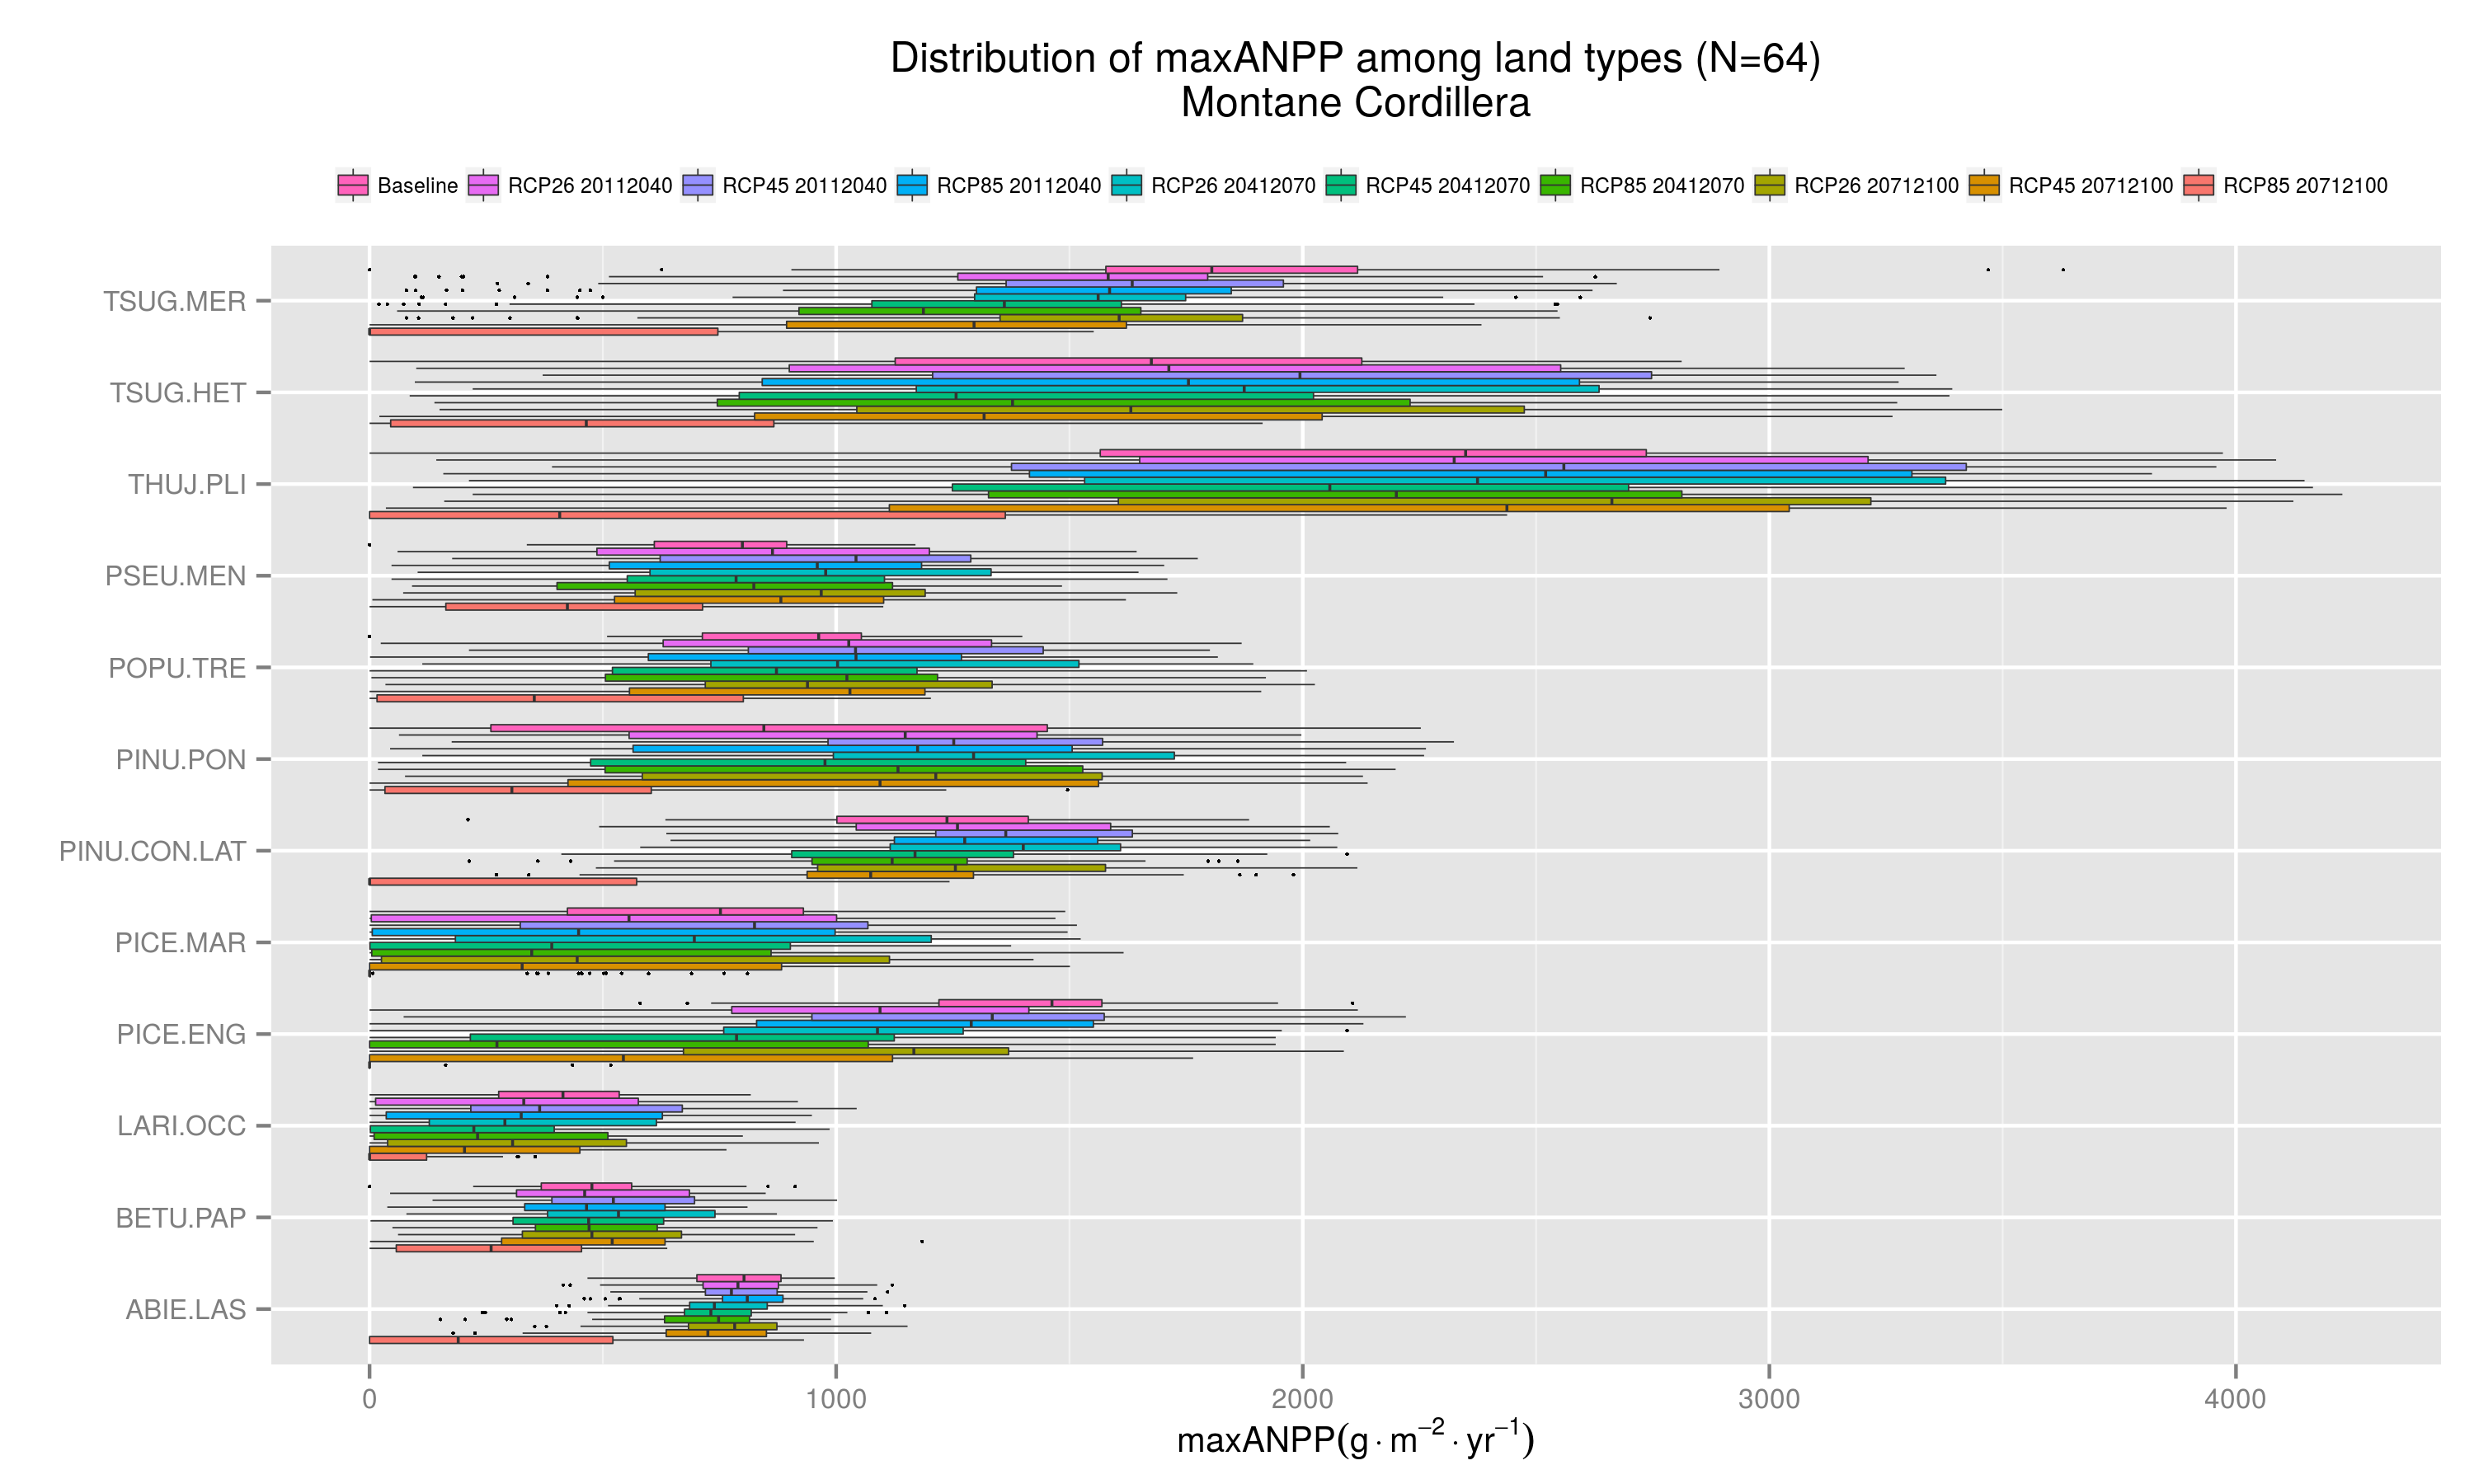 Distribution of maxANPP among land types (N=64)
Montane Cordillera
Baseline RCP26 20112040 RCP45 20112040 RCP85 20112040 RCP26 20412070 RCP45 20412070 RCP85 20412070 RCP26 20712100 RCP45 20712100 RCP85 20712100
TSUG.MER
TSUG.HET
THUJ.PLI
PSEU.MEN
POPU.TRE
PINU.PON
PINU.CON.LAT
PICE.MAR
PICE.ENG
LARI.OCC
BETU.PAP
ABIE.LAS
0 1000 2000 3000 4000
maxANPP(g·m⁻²·yr⁻¹)